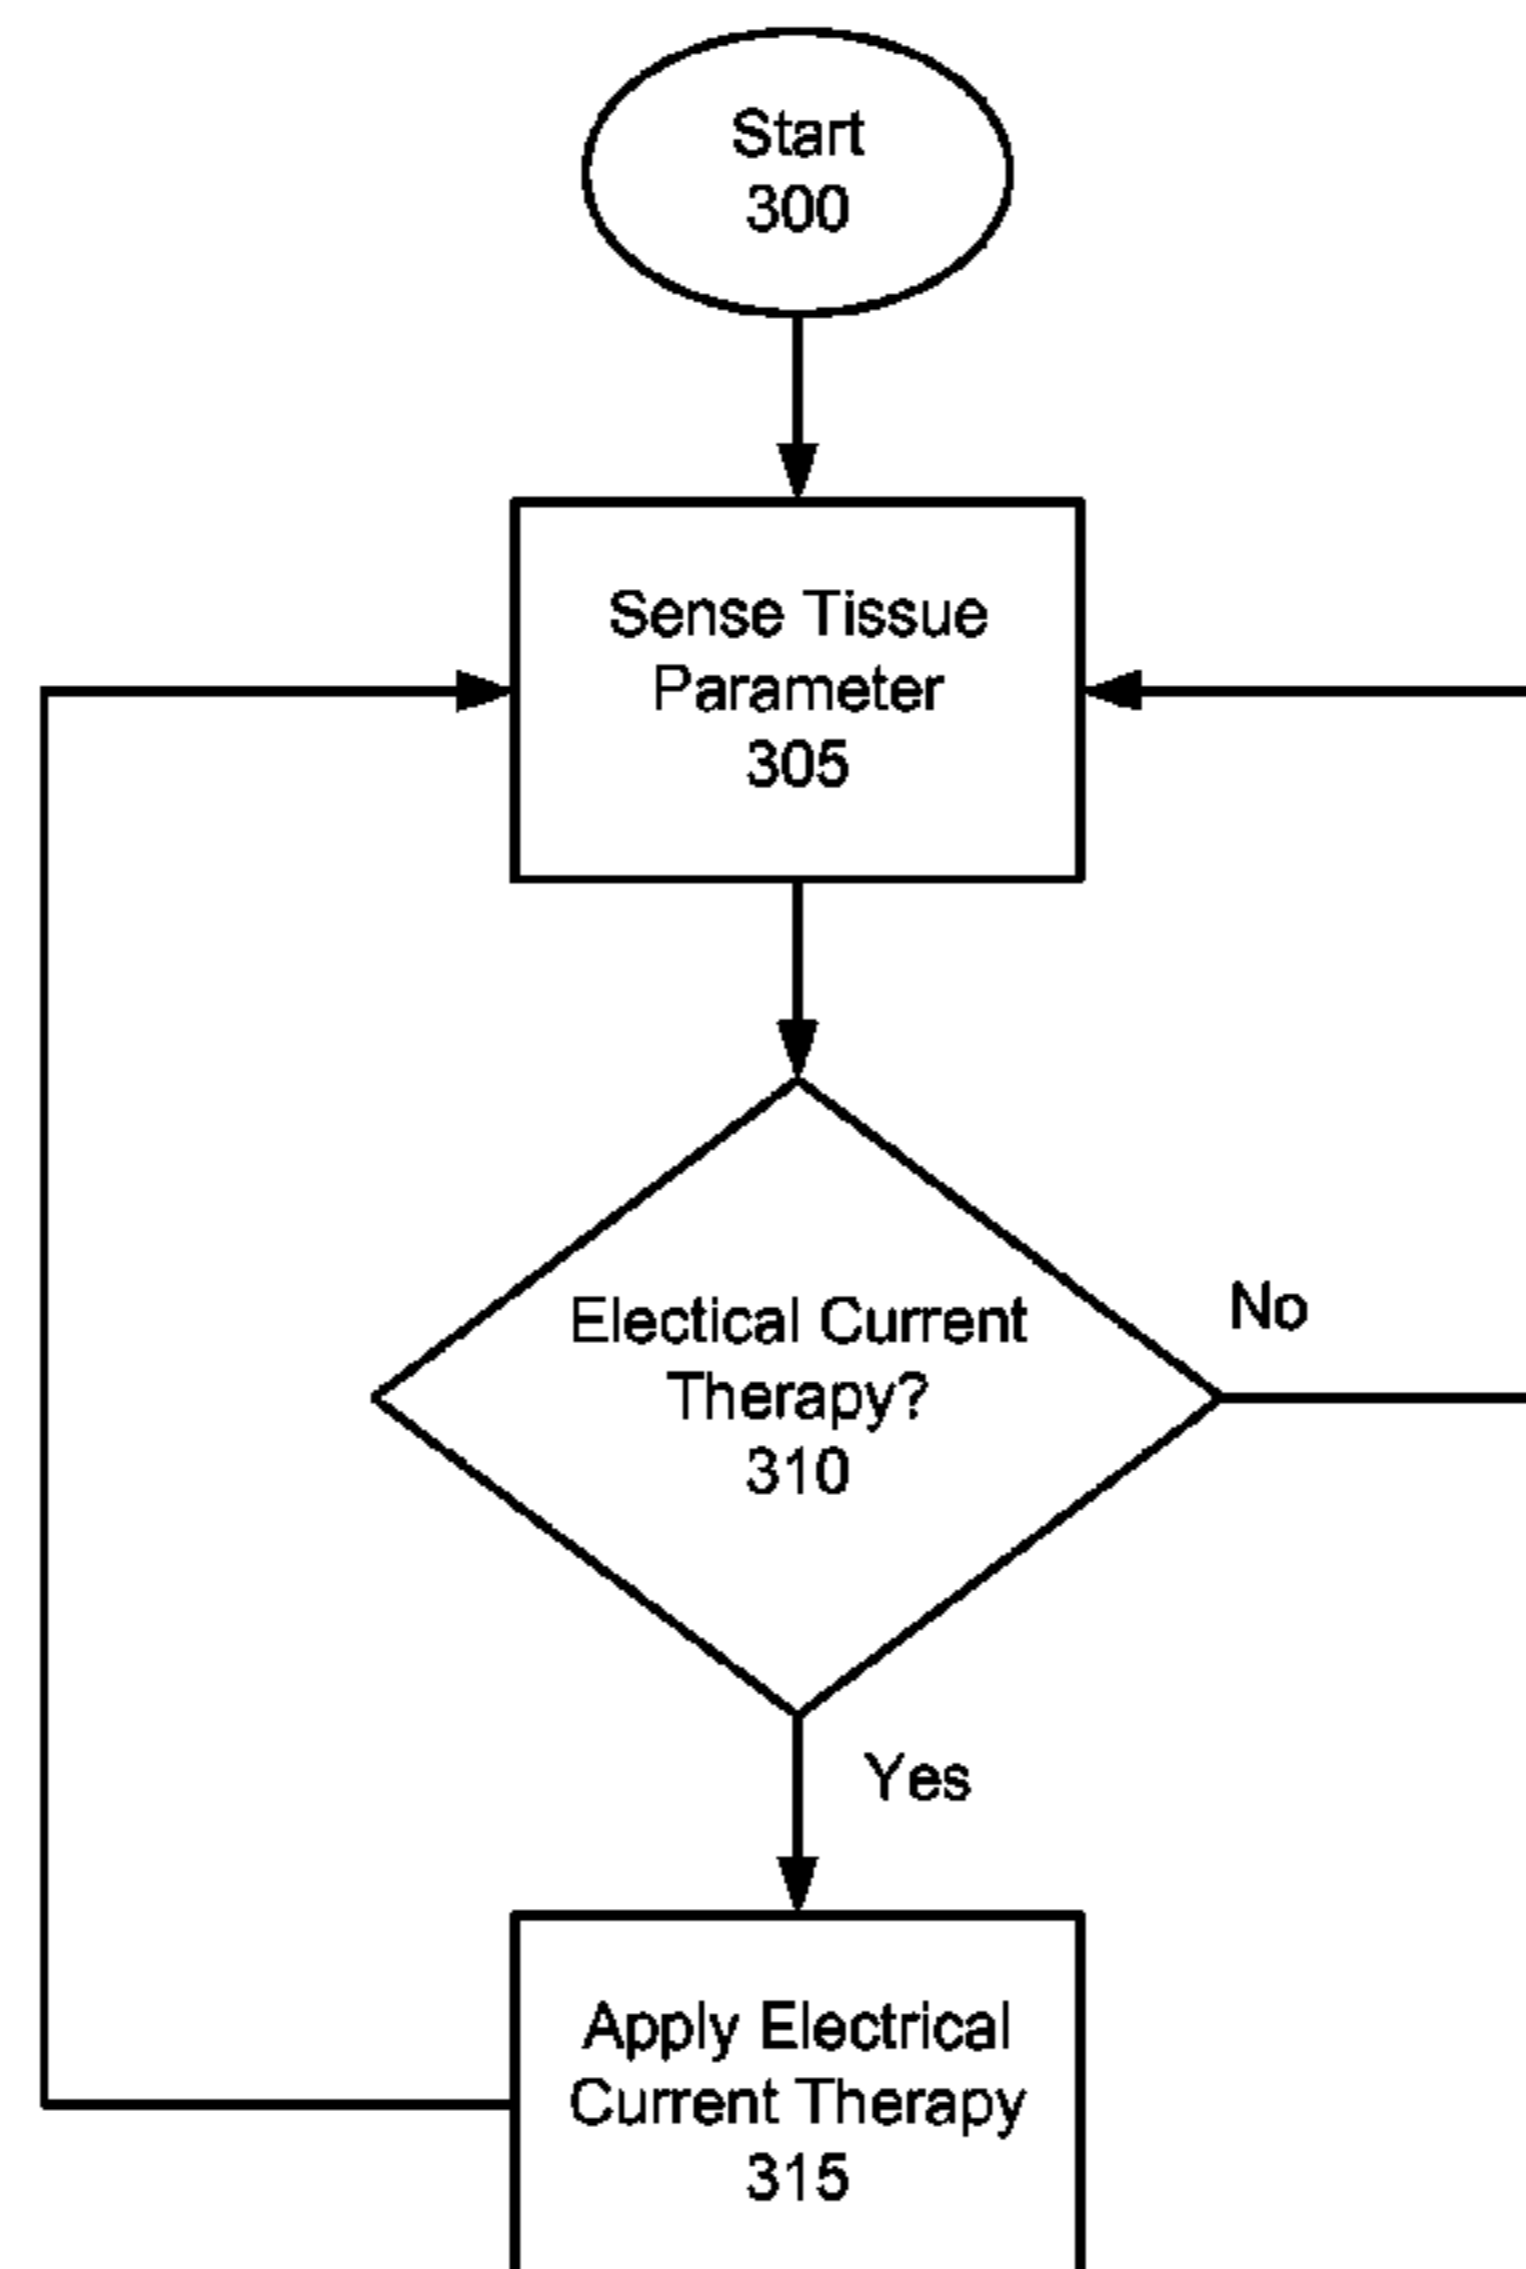 Start
300
Sense Tissue
Parameter
305
Electical Current
Therapy?
310
No
Yes
Apply Electrical
Current Therapy
315